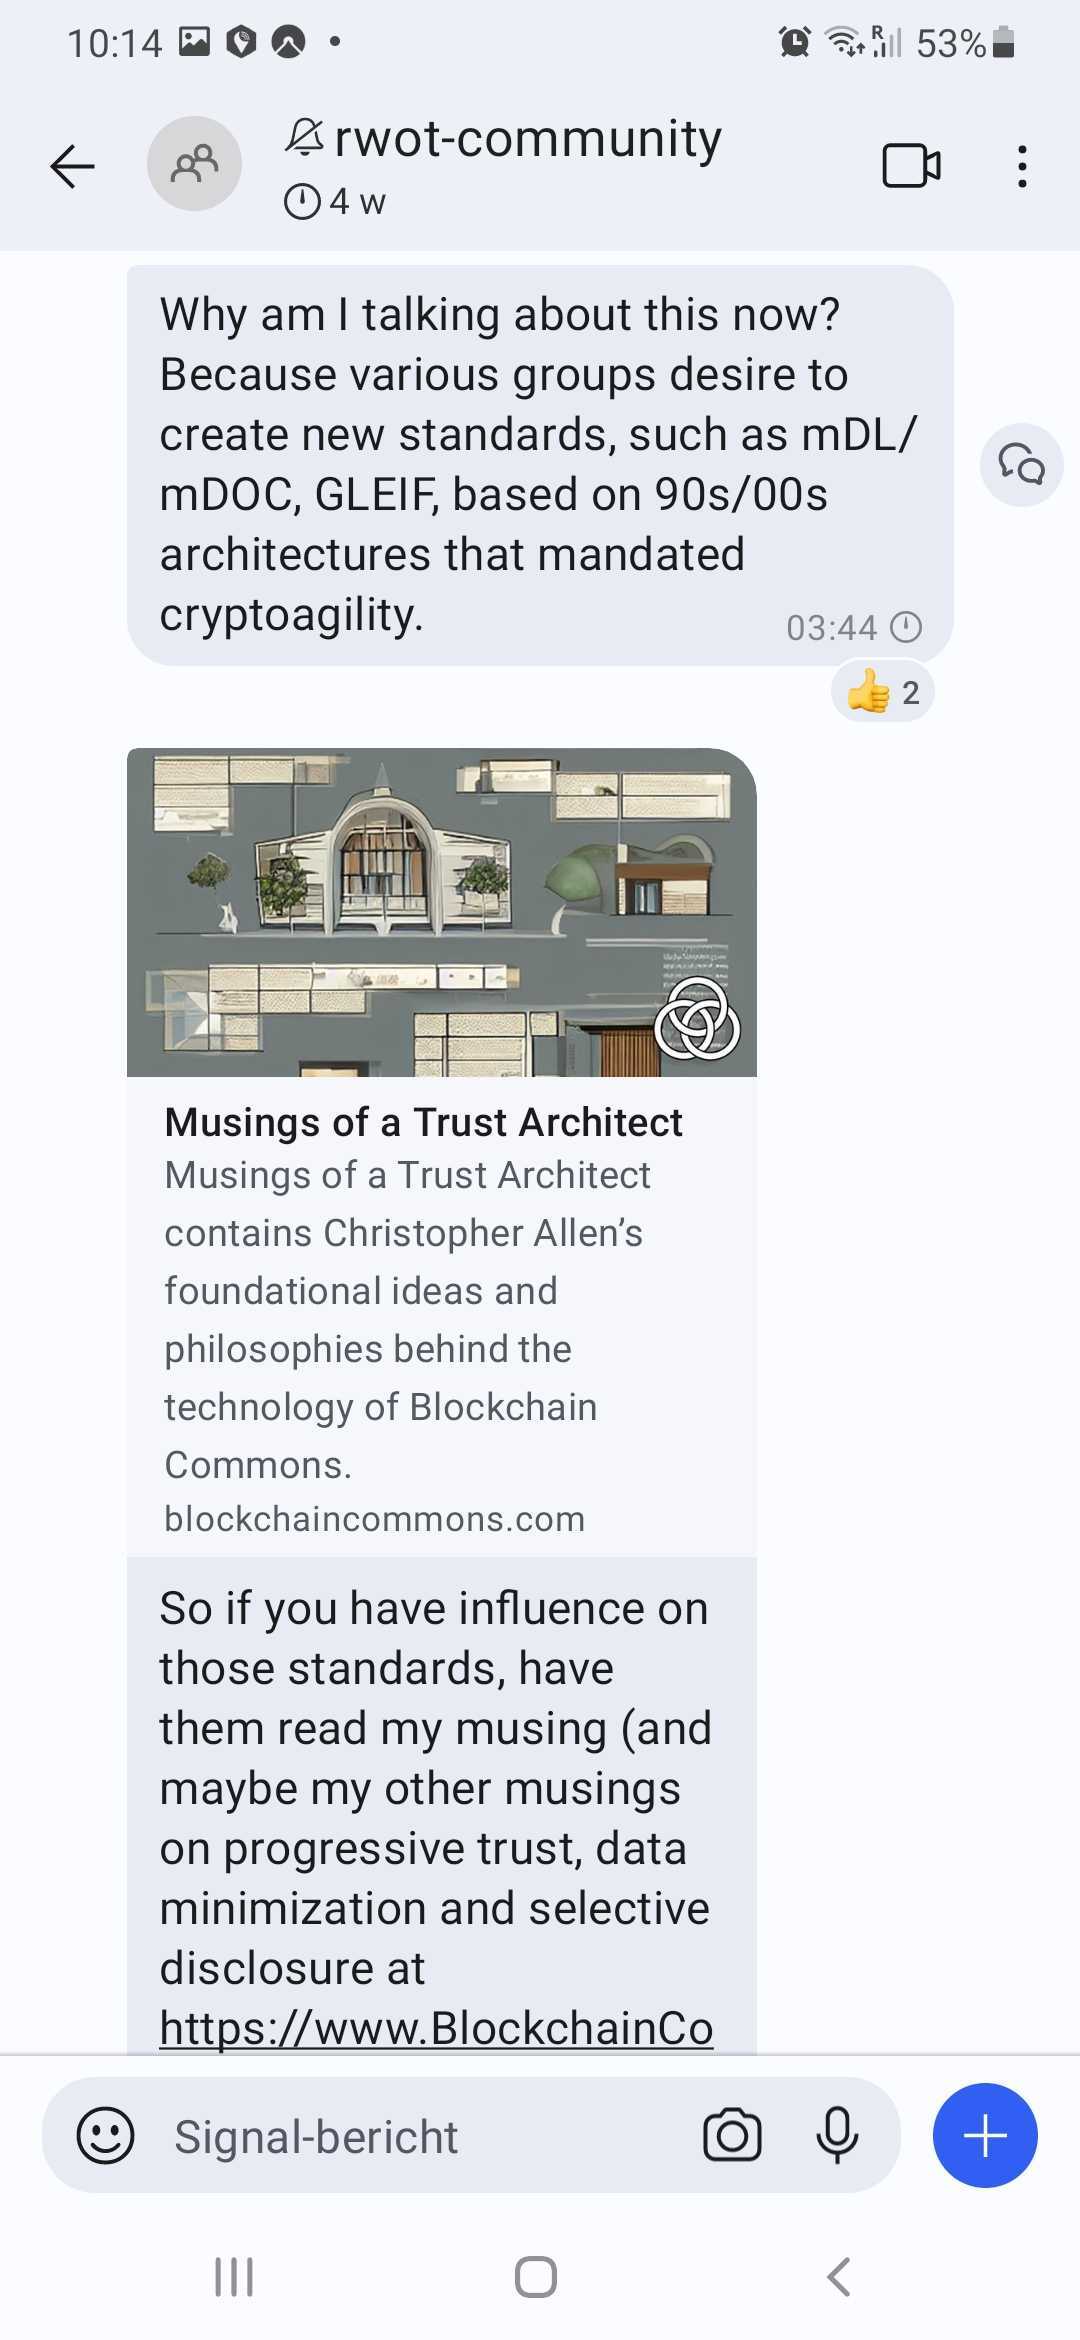 10:14
R
53%
rwot-community
4 w
Why am I talking about this now?
Because various groups desire to
create new standards, such as mDL/
mDOC, GLEIF, based on 90s/00s
architectures that mandated
cryptoagility.
03:44
2
Musings of a Trust Architect
Musings of a Trust Architect
contains Christopher Allen’s
foundational ideas and
philosophies behind the
technology of Blockchain
Commons.
blockchaincommons.com
So if you have influence on
those standards, have
them read my musing (and
maybe my other musings
on progressive trust, data
minimization and selective
disclosure at
https://www.BlockchainCo
Signal-bericht